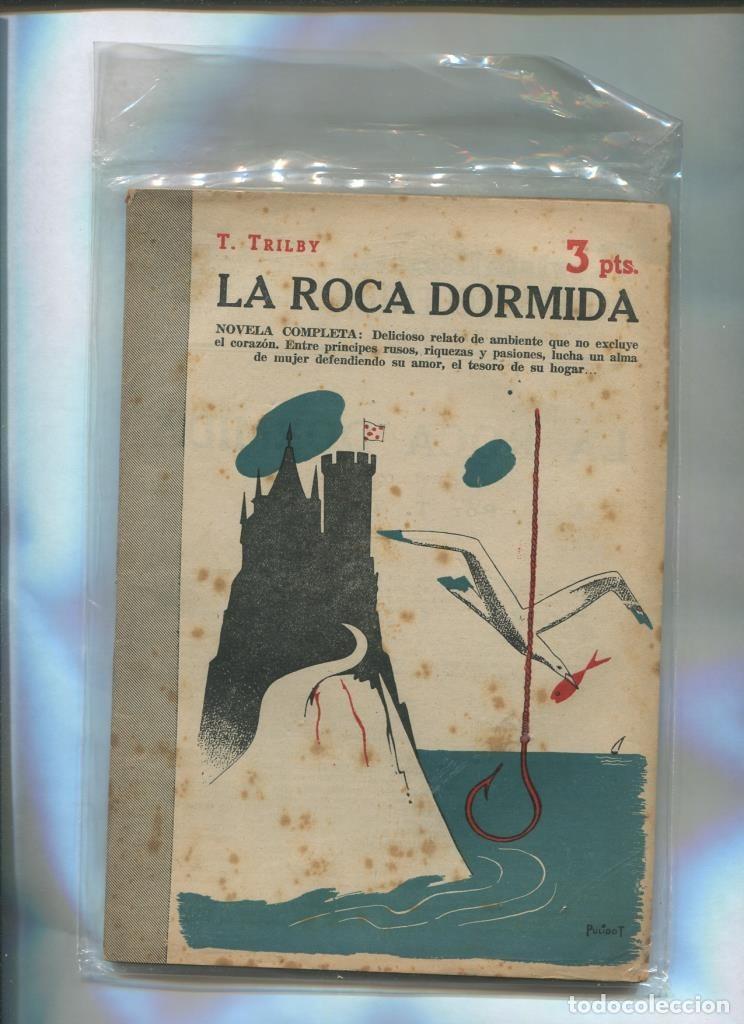 T. TRILBY
3 pts.
LA ROCA DORMIDA
NOVELA COMPLETA: Delicioso relato de ambiente que no excluye
el corazón. Entre príncipes rusos, riquezas y pasiones, lucha un alma
de mujer defendiendo su amor, el tesoro de su hogar...
PULIDOT
todocoleccion